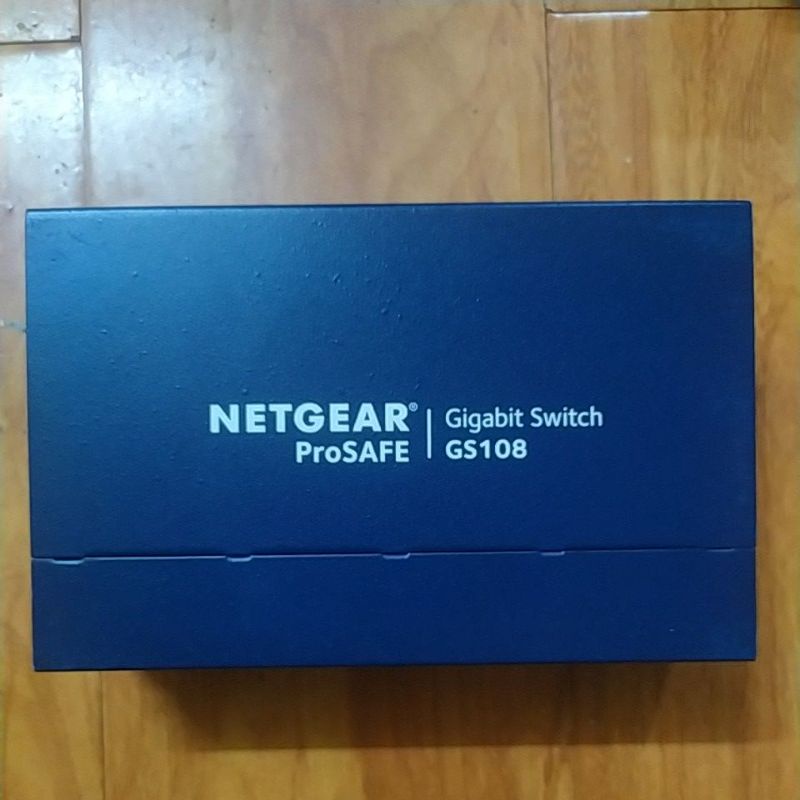 NETGEAR® | Gigabit Switch
ProSAFE | GS108